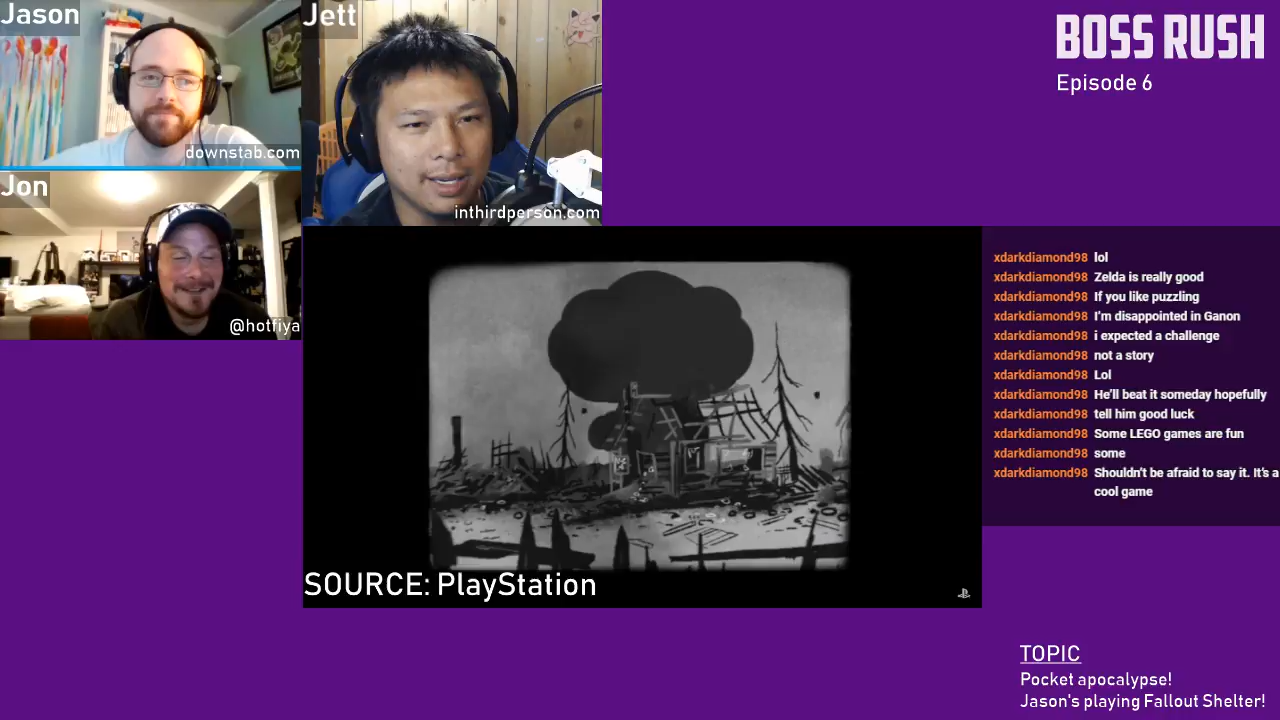 Jason
downstab.com
Jett
inthirdperson.com
Jon
@hotfiya
BOSS RUSH
Episode 6
xdarkdiamond98 lol
xdarkdiamond98 Zelda is really good
xdarkdiamond98 If you like puzzling
xdarkdiamond98 I'm disappointed in Ganon
xdarkdiamond98 i expected a challenge
xdarkdiamond98 not a story
xdarkdiamond98 Lol
xdarkdiamond98 He'll beat it someday hopefully
xdarkdiamond98 tell him good luck
xdarkdiamond98 Some LEGO games are fun
xdarkdiamond98 some
xdarkdiamond98 Shouldn't be afraid to say it. It's a
cool game
SOURCE: PlayStation
TOPIC
Pocket apocalypse!
Jason's playing Fallout Shelter!